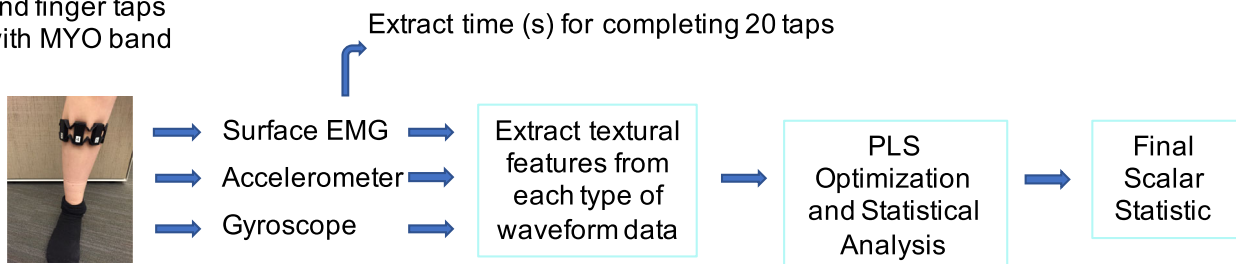 nd finger taps
with MYO band
Extract time (s) for completing 20 taps
Surface EMG
Accelerometer
Gyroscope
Extract textural
features from
each type of
waveform data
PLS
Optimization
and Statistical
Analysis
Final
Scalar
Statistic